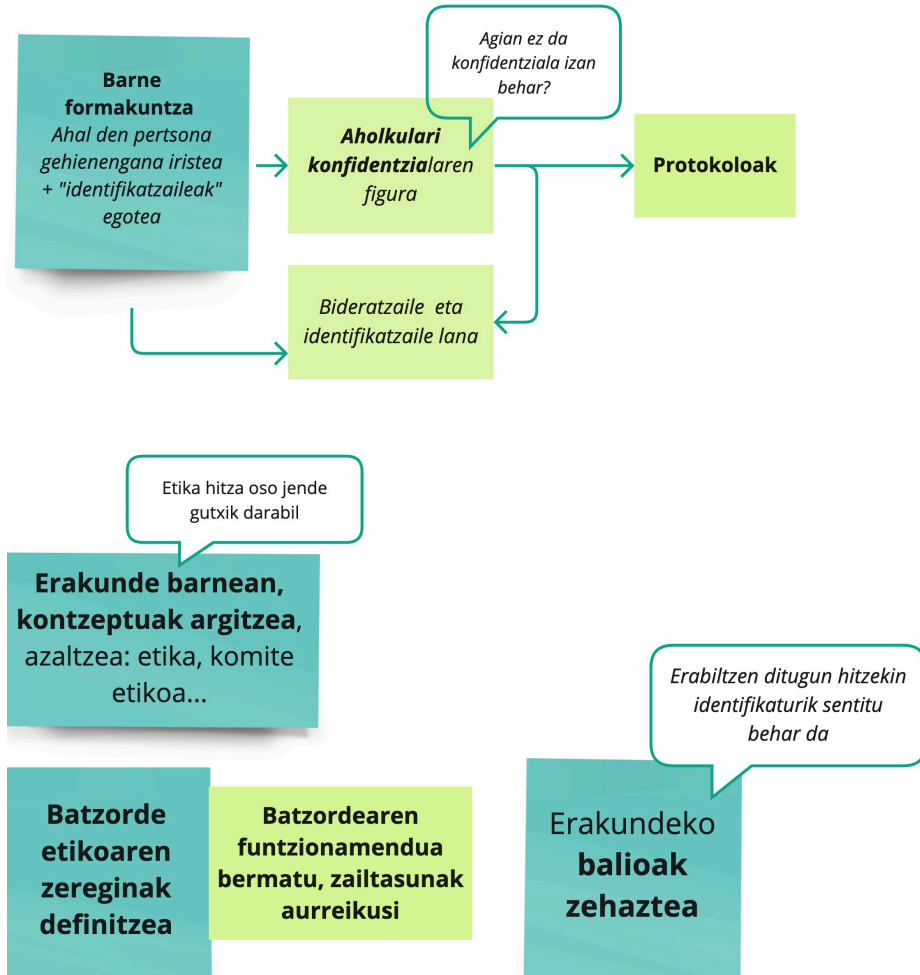 Barne
formakuntza
Ahal den pertsona
gehienengana iristea
+ "identifikatzaileak"
egotea
Agian ez da
konfidentziala izan
behar?
Aholkulari
konfidentzialaren
figura
Protokoloak
Bideratzaile eta
identifikatzaile lana
Etika hitza oso jende
gutxik darabil
Erakunde barnean,
kontzeptuak argitzea,
azaltzea: etika, komite
etikoa...
Erabiltzen ditugun hitzekin
identifikaturik sentitu
behar da
Batzorde
etikoaren
zereginak
definitzea
Batzordearen
funtzionamendua
bermatu, zailtasunak
aurreikusi
Erakundeko
balioak
zehaztea